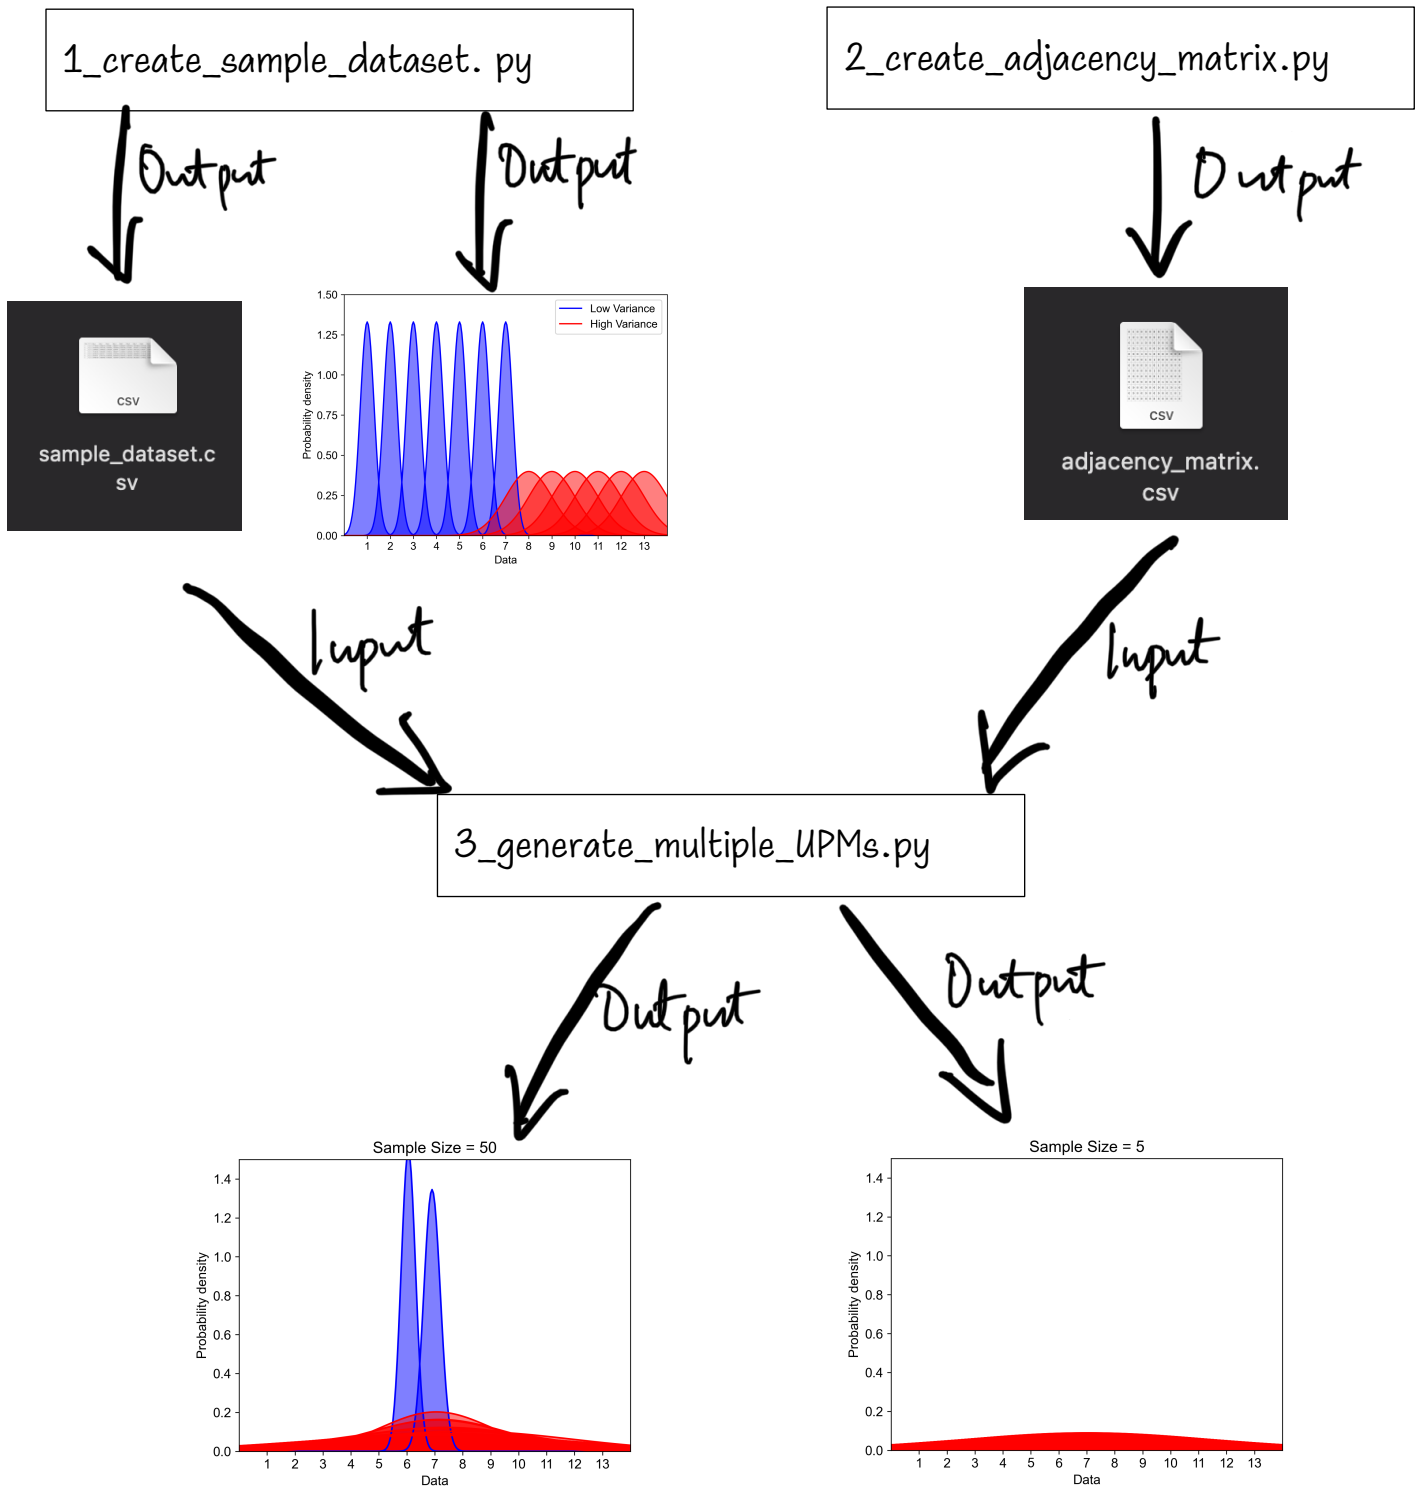 1_create_sample_dataset. py
2_create_adjacency_matrix.py
Output
Output
Output
CSV
sample_dataset.c
sv
1.50
1.25
1.00
0.75
0.50
0.25
0.00
Probability density
Low Variance
High Variance
1 2 3 4 5 6 7 8 9 10 11 12 13
Data
CSV
adjacency_matrix.
csv
Input
Input
3_generate_multiple_UPMs.py
Output
Output
Sample Size = 50
1.4
1.2
1.0
0.8
0.6
0.4
0.2
0.0
Probability density
1 2 3 4 5 6 7 8 9 10 11 12 13
Data
Sample Size = 5
1.4
1.2
1.0
0.8
0.6
0.4
0.2
0.0
Probability density
1 2 3 4 5 6 7 8 9 10 11 12 13
Data